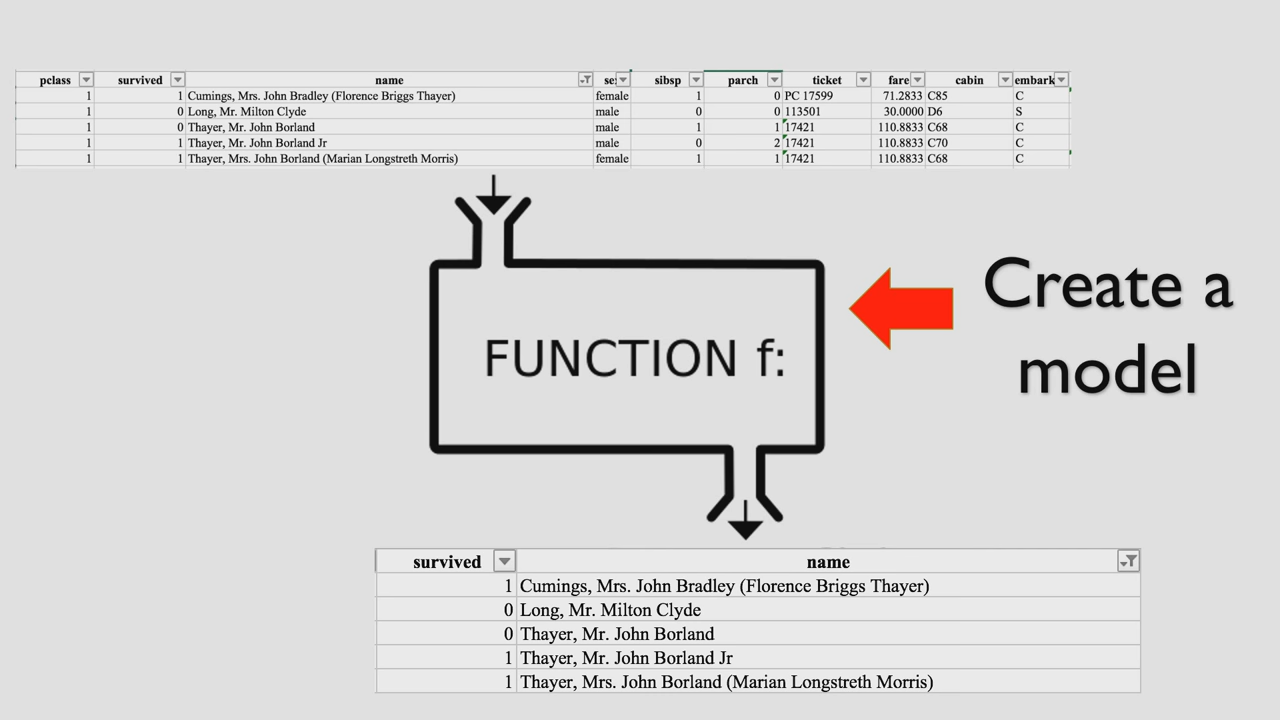 pclass survived name se: sibsp parch ticket fare cabin embark
1 1 Cumings, Mrs. John Bradley (Florence Briggs Thayer) female 1 0 PC 17599 71.2833 C85 C
1 0 Long, Mr. Milton Clyde male 0 0 113501 30.0000 D6 S
1 0 Thayer, Mr. John Borland male 1 1 17421 110.8833 C68 C
1 1 Thayer, Mr. John Borland Jr male 0 2 17421 110.8833 C70 C
1 1 Thayer, Mrs. John Borland (Marian Longstreth Morris) female 1 1 17421 110.8833 C68 C
FUNCTION f:
Create a
model
survived name
1 Cumings, Mrs. John Bradley (Florence Briggs Thayer)
0 Long, Mr. Milton Clyde
0 Thayer, Mr. John Borland
1 Thayer, Mr. John Borland Jr
1 Thayer, Mrs. John Borland (Marian Longstreth Morris)